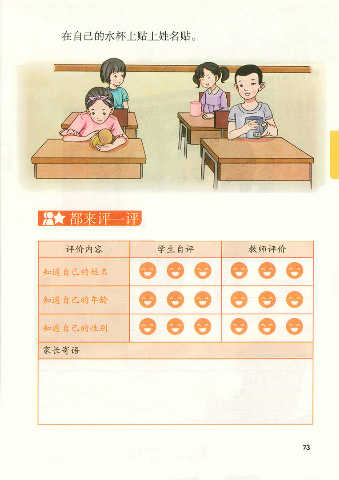 在自己的水杯上贴上姓名贴。
都来评一评
评价内容 学生自评 教师评价
知道自己的姓名
知道自己的年龄
知道自己的性别
家长寄语
73